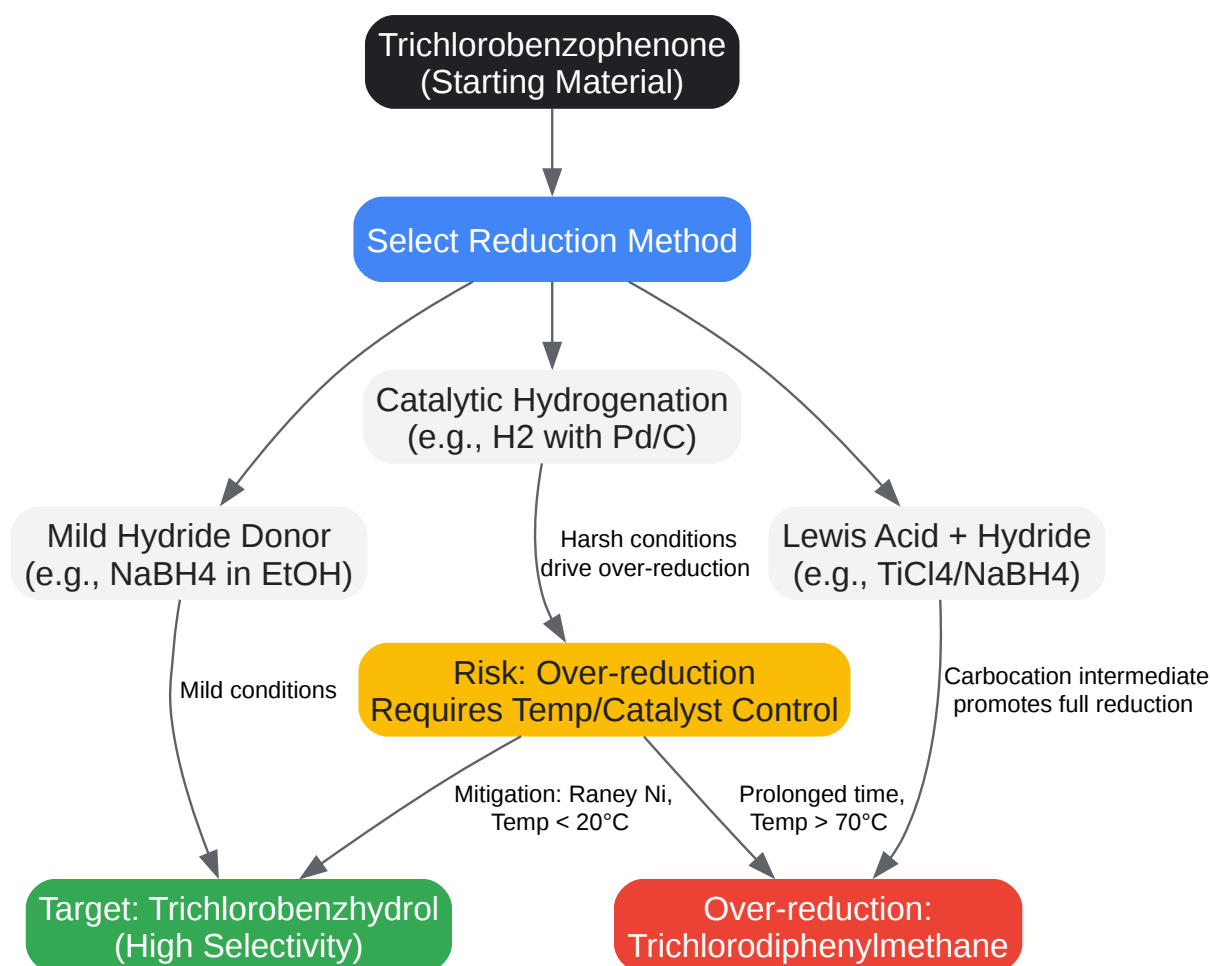 Trichlorobenzophenone
(Starting Material)
Select Reduction Method
Catalytic Hydrogenation
(e.g., H2 with Pd/C)
Mild Hydride Donor
(e.g., NaBH4 in EtOH)
Harsh conditions
drive over-reduction
Lewis Acid + Hydride
(e.g., TiCl4/NaBH4)
Mild conditions
Risk: Over-reduction
Requires Temp/Catalyst Control
Carbocation intermediate
promotes full reduction
Mitigation: Raney Ni,
Temp < 20°C
Prolonged time,
Temp > 70°C
Target: Trichlorobenzhydrol
(High Selectivity)
Over-reduction:
Trichlorodiphenylmethane